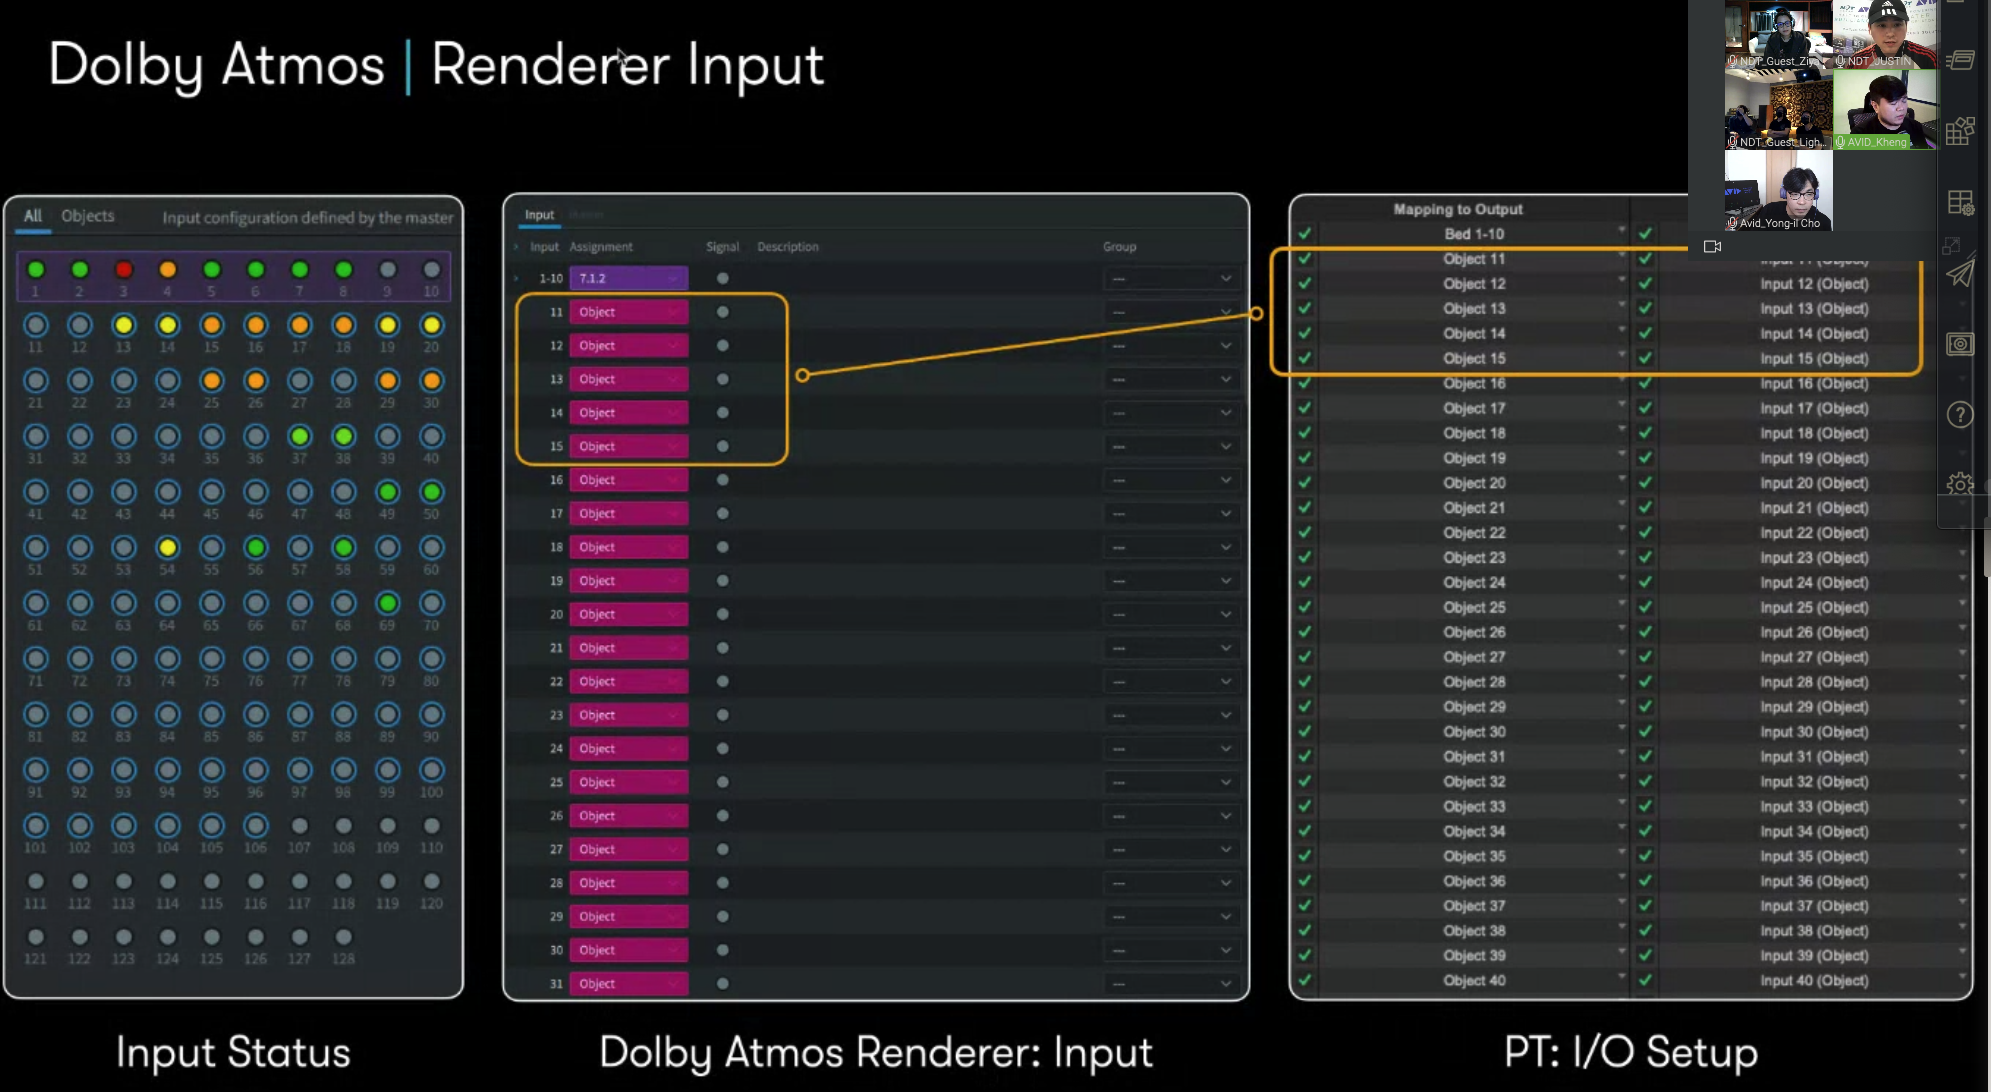 Dolby Atmos | Renderer Input
NDT_Guest_Ziya
NDT_JUSTIN
NDT_Guest_Ligh...
AVID_Kheng
Avid_Yong-il Cho
All Objects Input configuration defined by the master
1 2 3 4 5 6 7 8 9 10
11 12 13 14 15 16 17 18 19 20
21 22 23 24 25 26 27 28 29 30
31 32 33 34 35 36 37 38 39 40
41 42 43 44 45 46 47 48 49 50
51 52 53 54 55 56 57 58 59 60
61 62 63 64 65 66 67 68 69 70
71 72 73 74 75 76 77 78 79 80
81 82 83 84 85 86 87 88 89 90
91 92 93 94 95 96 97 98 99 100
101 102 103 104 105 106 107 108 109 110
111 112 113 114 115 116 117 118 119 120
121 122 123 124 125 126 127 128
Input Status
Input
Input Assignment Signal Description Group
1-10 7.1.2 ---
11 Object ---
12 Object ---
13 Object ---
14 Object ---
15 Object ---
16 Object ---
17 Object ---
18 Object ---
19 Object ---
20 Object ---
21 Object ---
22 Object ---
23 Object ---
24 Object ---
25 Object ---
26 Object ---
27 Object ---
28 Object ---
29 Object ---
30 Object ---
31 Object ---
Dolby Atmos Renderer: Input
Mapping to Output
Bed 1-10
Object 11 Input 11 (Object)
Object 12 Input 12 (Object)
Object 13 Input 13 (Object)
Object 14 Input 14 (Object)
Object 15 Input 15 (Object)
Object 16 Input 16 (Object)
Object 17 Input 17 (Object)
Object 18 Input 18 (Object)
Object 19 Input 19 (Object)
Object 20 Input 20 (Object)
Object 21 Input 21 (Object)
Object 22 Input 22 (Object)
Object 23 Input 23 (Object)
Object 24 Input 24 (Object)
Object 25 Input 25 (Object)
Object 26 Input 26 (Object)
Object 27 Input 27 (Object)
Object 28 Input 28 (Object)
Object 29 Input 29 (Object)
Object 30 Input 30 (Object)
Object 31 Input 31 (Object)
Object 32 Input 32 (Object)
Object 33 Input 33 (Object)
Object 34 Input 34 (Object)
Object 35 Input 35 (Object)
Object 36 Input 36 (Object)
Object 37 Input 37 (Object)
Object 38 Input 38 (Object)
Object 39 Input 39 (Object)
Object 40 Input 40 (Object)
PT: I/O Setup